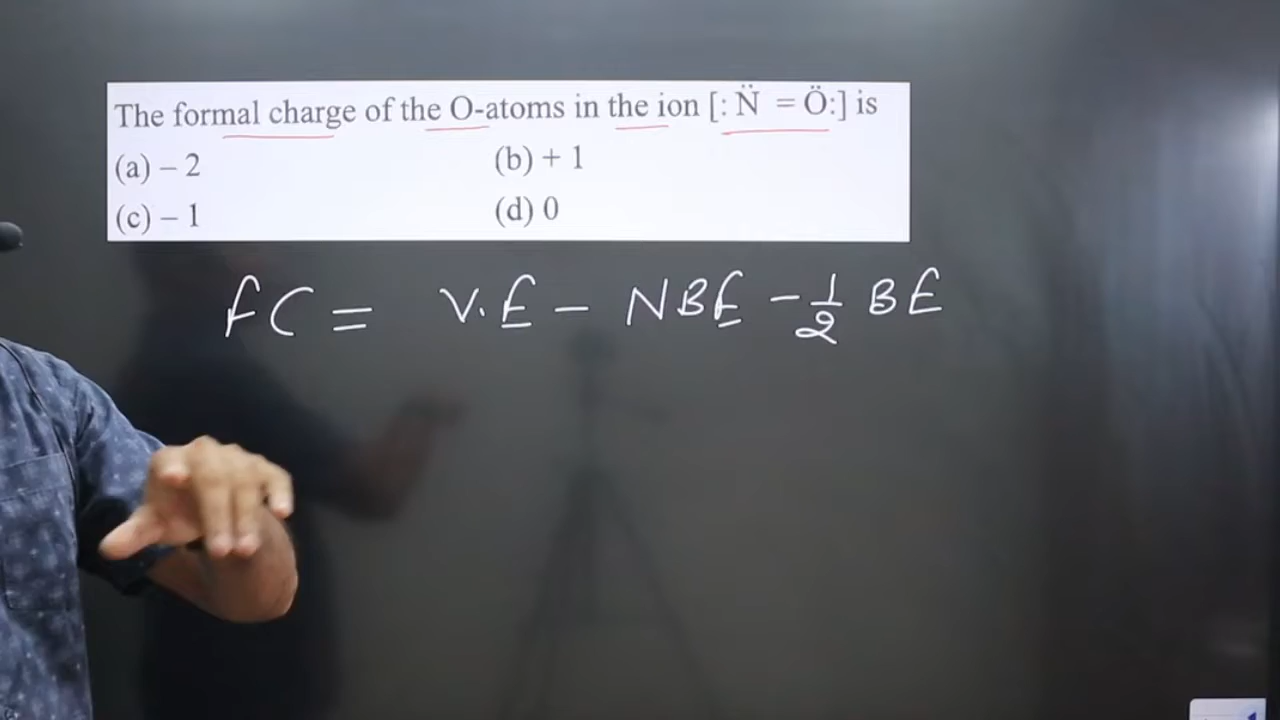 The formal charge of the O-atoms in the ion [: N̈ = Ö:] is
(a) – 2 (b) + 1
(c) – 1 (d) 0
FC = V.E – NBE – 1/2 BE